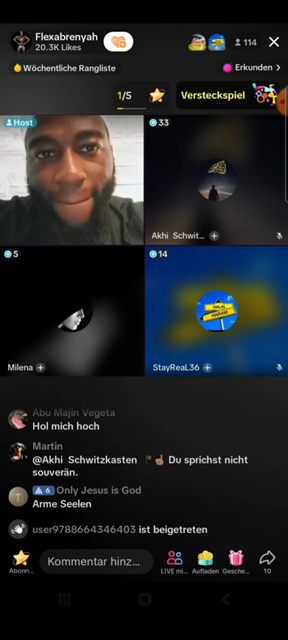 Flexabrenyah
20.3K Likes
114
Wöchentliche Rangliste
Erkunden
1/5
Versteckspiel
Host
33
Akhi Schwit...
5
14
HALAL
HARAM
Milena
StayReaL36
Abu Majin Vegeta
Hol mich hoch
Martin
@Akhi Schwitzkasten Du sprichst nicht
souverän.
6 Only Jesus is God
Arme Seelen
user9788664346403 ist beigetreten
Kommentar hinz...
Abonn..
LIVE mi...
Aufladen
Gesche...
10